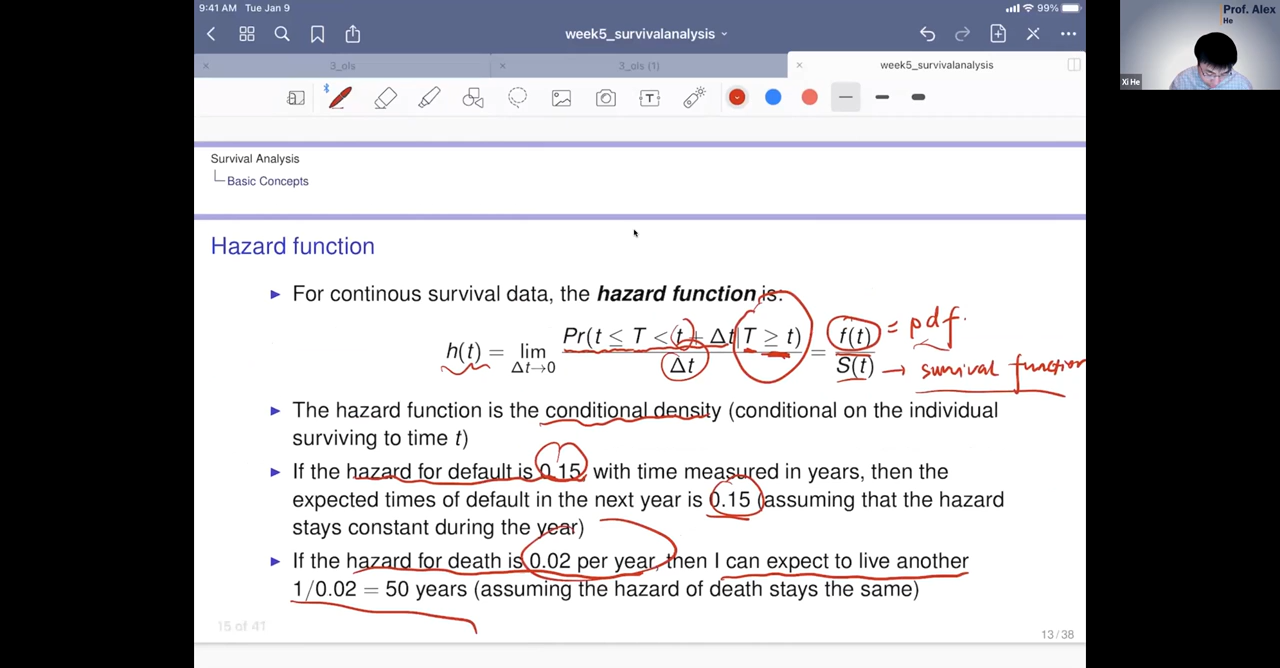 9:41 AM Tue Jan 9
99%
Prof. Alex
He
week5_survivalanalysis
3_ols
3_ols (1)
week5_survivalanalysis
Xi He
Survival Analysis
Basic Concepts
Hazard function
► For continous survival data, the hazard function is:
h(t) = lim Δt→0 Pr(t ≤ T < t + Δt|T ≥ t) / Δt = f(t) / S(t)
= pdf.
→ survival function
► The hazard function is the conditional density (conditional on the individual
surviving to time t)
► If the hazard for default is 0.15, with time measured in years, then the
expected times of default in the next year is 0.15 (assuming that the hazard
stays constant during the year)
► If the hazard for death is 0.02 per year, then I can expect to live another
1/0.02 = 50 years (assuming the hazard of death stays the same)
15 of 41
13 / 38